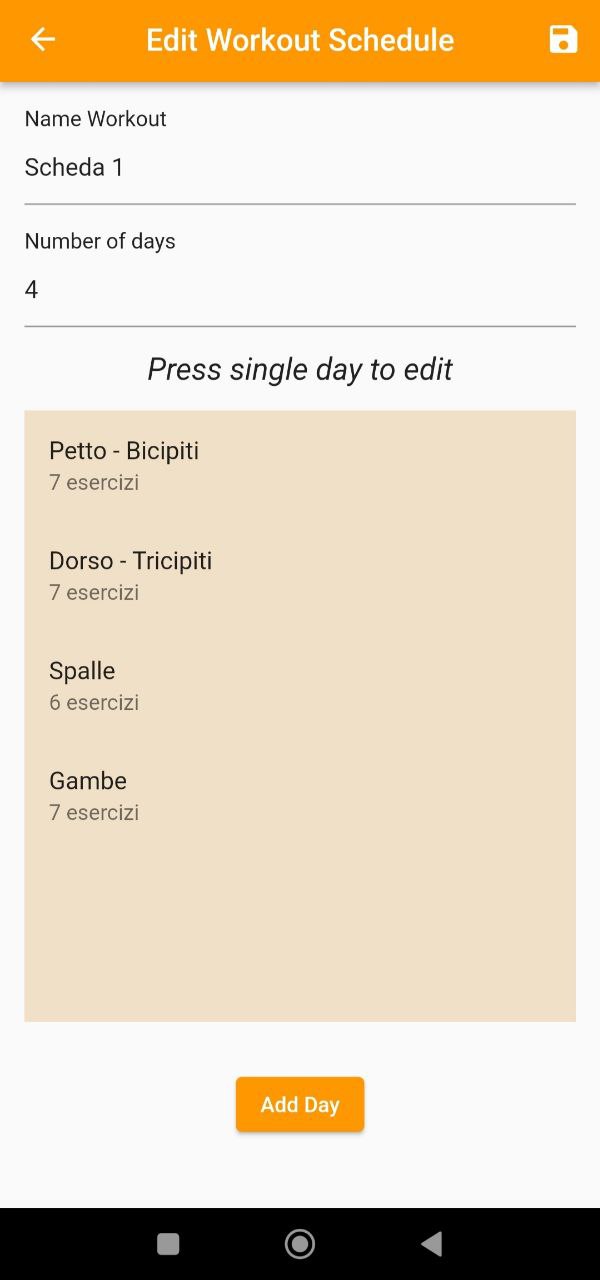 Edit Workout Schedule
Name Workout
Scheda 1
Number of days
4
Press single day to edit
Petto - Bicipiti
7 esercizi
Dorso - Tricipiti
7 esercizi
Spalle
6 esercizi
Gambe
7 esercizi
Add Day